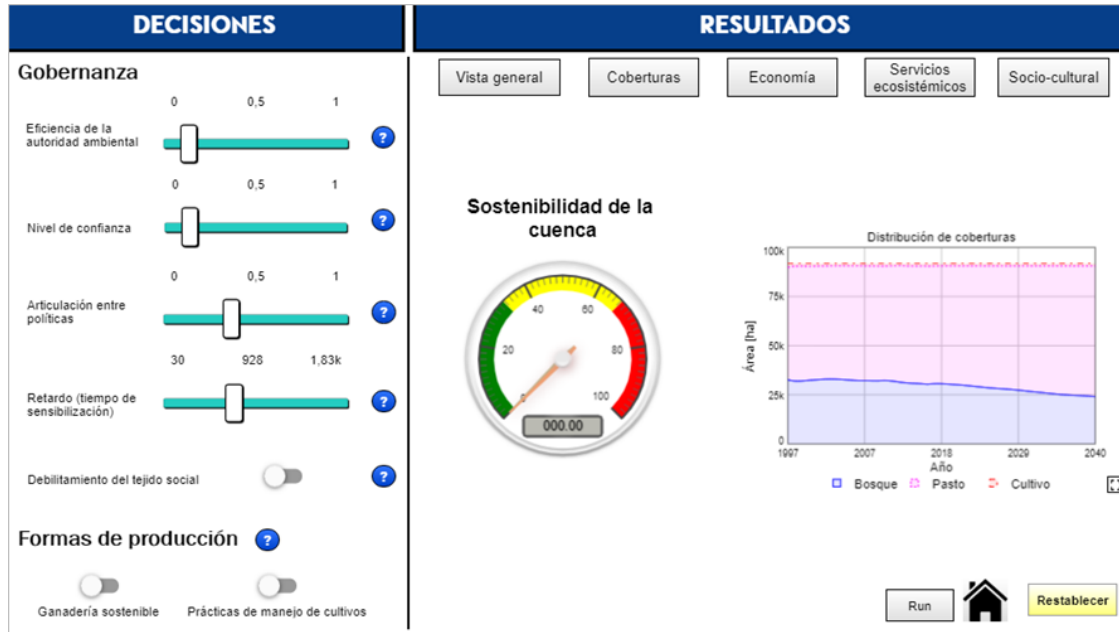 DECISIONES
RESULTADOS
Gobernanza
0 0,5 1
Eficiencia de la
autoridad ambiental
?
0 0,5 1
Nivel de confianza
?
0 0,5 1
Articulación entre
políticas
?
30 928 1,83k
Retardo (tiempo de
sensibilización)
?
Debilitamiento del tejido social
?
Formas de producción ?
Ganadería sostenible Prácticas de manejo de cultivos
Vista general Coberturas Economía Servicios
ecosistémicos
Socio-cultural
Sostenibilidad de la
cuenca
0 20 40 60 80 100
000.00
Distribución de coberturas
100k
75k
50k
25k
0
Área [ha]
1997 2007 2018 2029 2040
Año
Bosque Pasto Cultivo
Run Restablecer